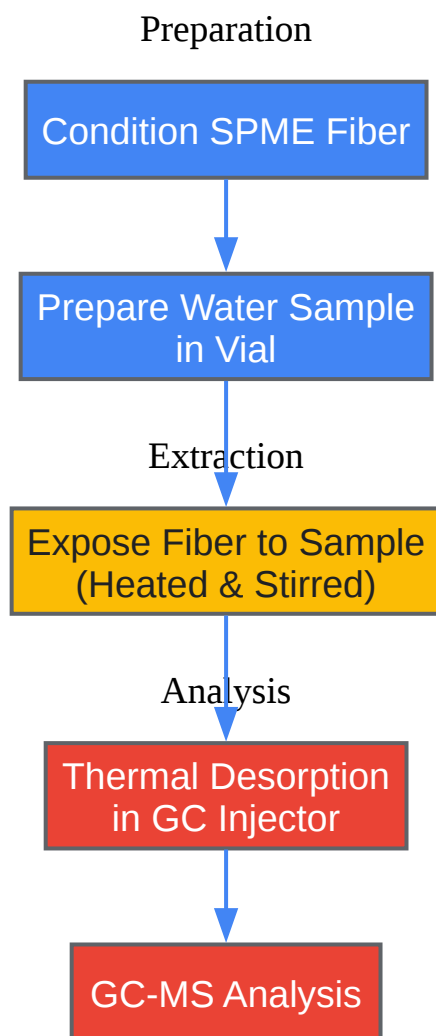 Preparation
Condition SPME Fiber
Prepare Water Sample
in Vial
Extraction
Expose Fiber to Sample
(Heated & Stirred)
Analysis
Thermal Desorption
in GC Injector
GC-MS Analysis